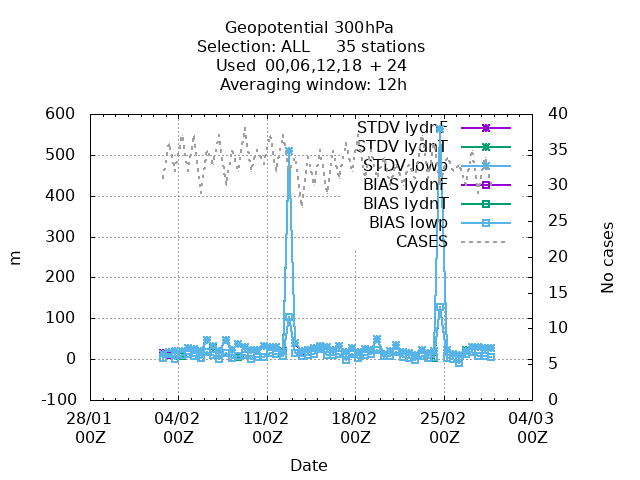 Geopotential 300hPa
Selection: ALL 35 stations
Used 00,06,12,18 + 24
Averaging window: 12h
600
500
400
300
200
100
0
-100
m
40
35
30
25
20
15
10
5
0
No cases
STDV lydnF
STDV lydnT
STDV lowp
BIAS lydnF
BIAS lydnT
BIAS lowp
CASES
28/01 04/02 11/02 18/02 25/02 04/03
00Z 00Z 00Z 00Z 00Z 00Z
Date